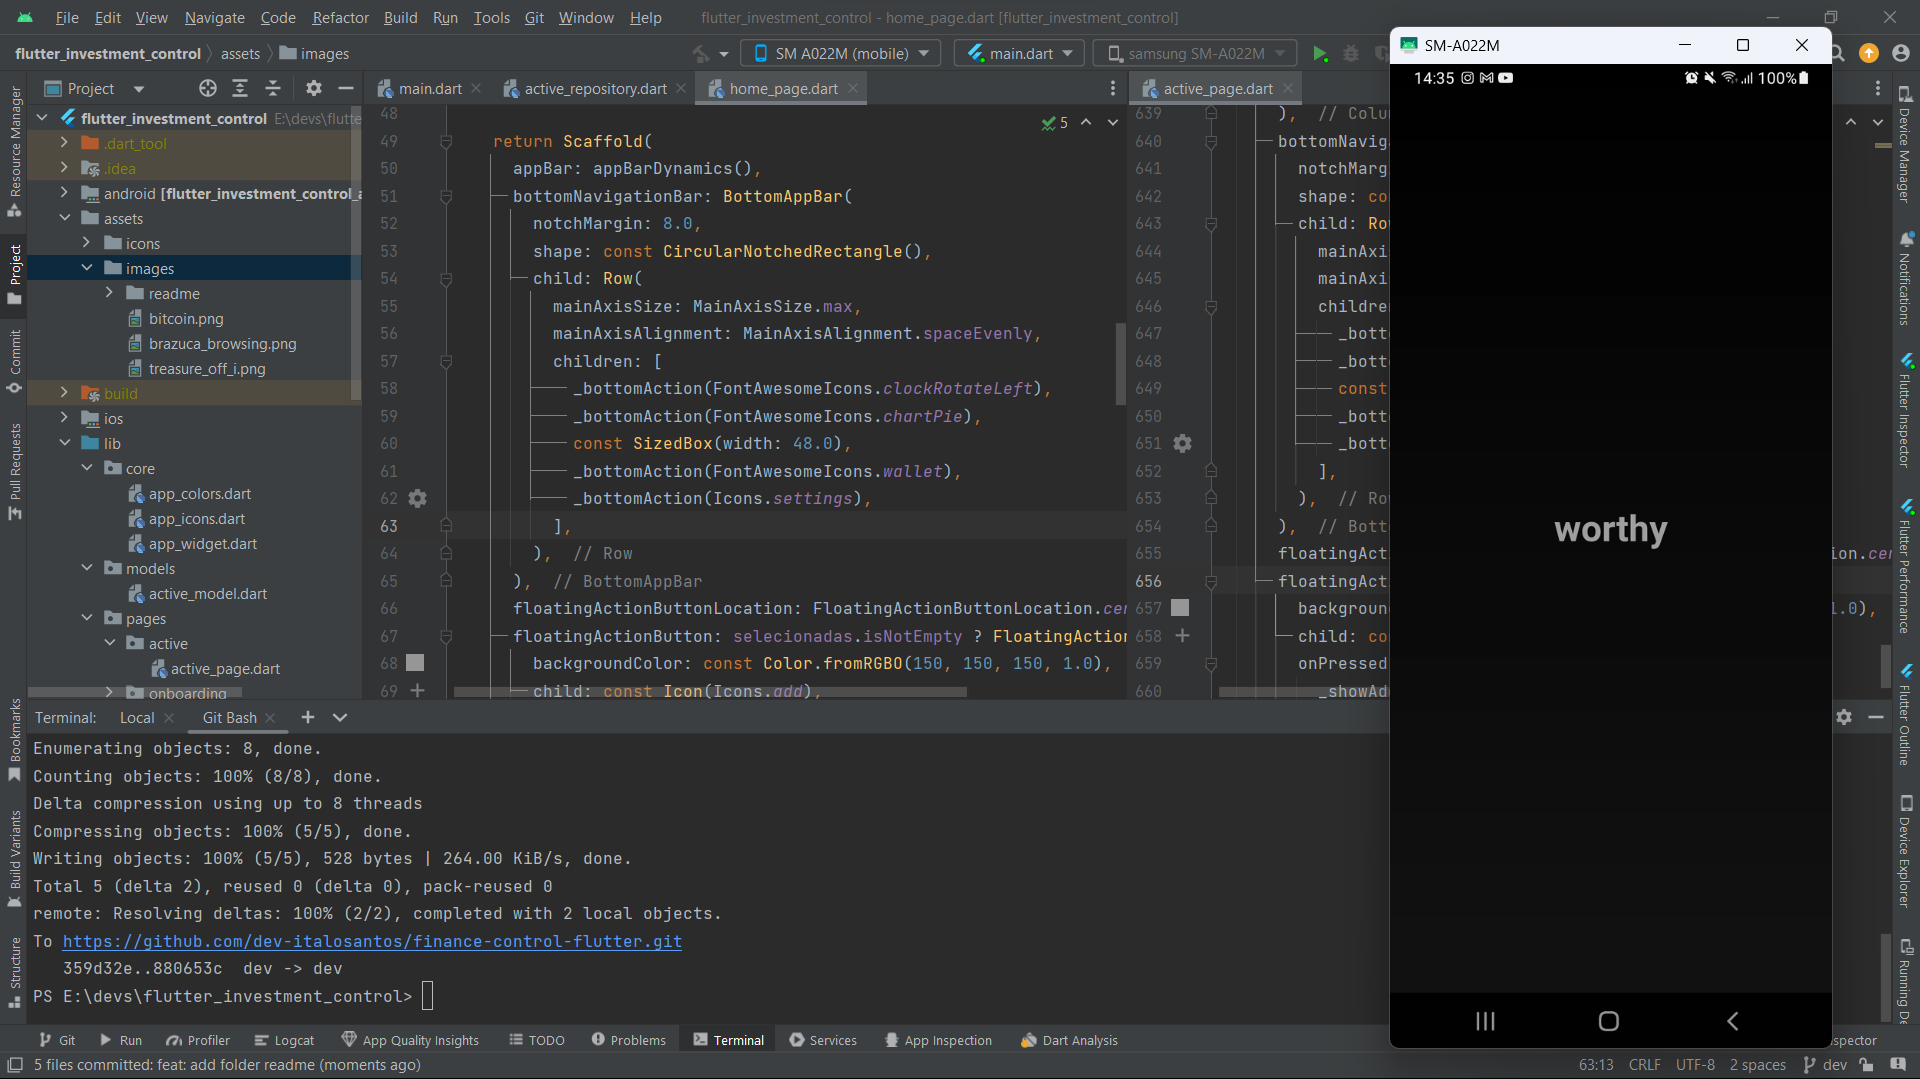 File Edit View Navigate Code Refactor Build Run Tools Git Window Help flutter_investment_control - home_page.dart [flutter_investment_control]
flutter_investment_control assets images SM A022M (mobile) main.dart samsung SM-A022M
Project
main.dart active_repository.dart home_page.dart active_page.dart
flutter_investment_control E:\devs\flutte
.dart_tool
.idea
android [flutter_investment_control_a
assets
icons
images
readme
bitcoin.png
brazuca_browsing.png
treasure_off_i.png
build
ios
lib
core
app_colors.dart
app_icons.dart
app_widget.dart
models
active_model.dart
pages
active
active_page.dart
onboarding
Resource Manager
Project
Commit
Pull Requests
Bookmarks
Build Variants
Structure
5
48
49 return Scaffold(
50 appBar: appBarDynamics(),
51 bottomNavigationBar: BottomAppBar(
52 notchMargin: 8.0,
53 shape: const CircularNotchedRectangle(),
54 child: Row(
55 mainAxisSize: MainAxisSize.max,
56 mainAxisAlignment: MainAxisAlignment.spaceEvenly,
57 children: [
58 _bottomAction(FontAwesomeIcons.clockRotateLeft),
59 _bottomAction(FontAwesomeIcons.chartPie),
60 const SizedBox(width: 48.0),
61 _bottomAction(FontAwesomeIcons.wallet),
62 _bottomAction(Icons.settings),
63 ],
64 ), // Row
65 ), // BottomAppBar
66 floatingActionButtonLocation: FloatingActionButtonLocation.cen
67 floatingActionButton: selecionadas.isNotEmpty ? FloatingAction
68 backgroundColor: const Color.fromRGBO(150, 150, 150, 1.0),
69 child: const Icon(Icons.add),
639 ), // Colu
640 bottomNaviga
641 notchMargi
642 shape: co
643 child: Ro
644 mainAxi
645 mainAxi
646 children
647 _bott
648 _bott
649 const
650 _bott
651 _bott
652 ],
653 ), // Ro
654 ), // Bott
655 floatingActi ion.cen
656 floatingActi
657 background 1.0),
658 child: co
659 onPressed
660 _showAd
SM-A022M
14:35 100%
worthy
Device Manager
Notifications
Flutter Inspector
Flutter Performance
Flutter Outline
Device Explorer
Running De
Terminal: Local Git Bash
Enumerating objects: 8, done.
Counting objects: 100% (8/8), done.
Delta compression using up to 8 threads
Compressing objects: 100% (5/5), done.
Writing objects: 100% (5/5), 528 bytes | 264.00 KiB/s, done.
Total 5 (delta 2), reused 0 (delta 0), pack-reused 0
remote: Resolving deltas: 100% (2/2), completed with 2 local objects.
To https://github.com/dev-italosantos/finance-control-flutter.git
359d32e..880653c dev -> dev
PS E:\devs\flutter_investment_control>
Git Run Profiler Logcat App Quality Insights TODO Problems Terminal Services App Inspection Dart Analysis spector
5 files committed: feat: add folder readme (moments ago) 63:13 CRLF UTF-8 2 spaces dev